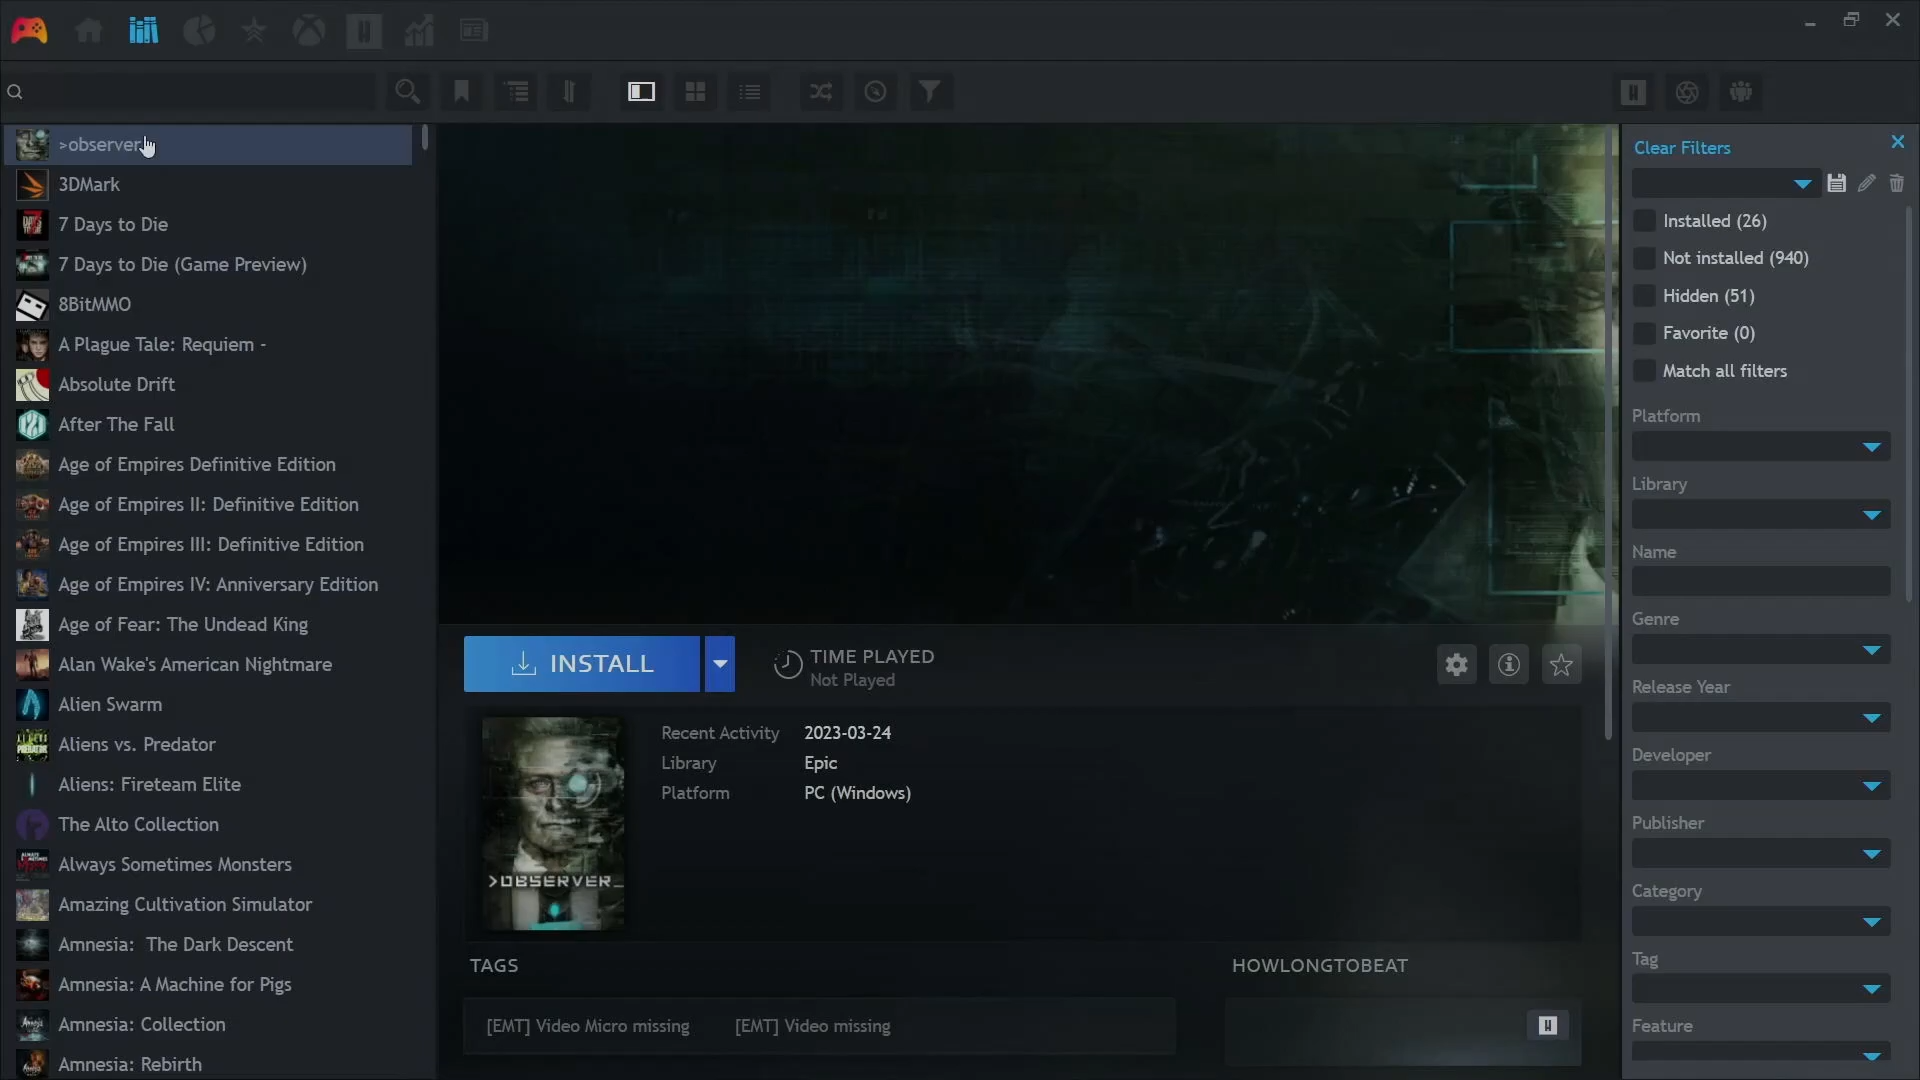 >observer_
3DMark
7 Days to Die
7 Days to Die (Game Preview)
8BitMMO
A Plague Tale: Requiem -
Absolute Drift
After The Fall
Age of Empires Definitive Edition
Age of Empires II: Definitive Edition
Age of Empires III: Definitive Edition
Age of Empires IV: Anniversary Edition
Age of Fear: The Undead King
Alan Wake's American Nightmare
Alien Swarm
Aliens vs. Predator
Aliens: Fireteam Elite
The Alto Collection
Always Sometimes Monsters
Amazing Cultivation Simulator
Amnesia:  The Dark Descent
Amnesia: A Machine for Pigs
Amnesia: Collection
Amnesia: Rebirth
INSTALL
TIME PLAYED
Not Played
Recent Activity 2023-03-24
Library Epic
Platform PC (Windows)
>OBSERVER_
TAGS
[EMT] Video Micro missing [EMT] Video missing
HOWLONGTOBEAT
Clear Filters
Installed (26)
Not installed (940)
Hidden (51)
Favorite (0)
Match all filters
Platform
Library
Name
Genre
Release Year
Developer
Publisher
Category
Tag
Feature